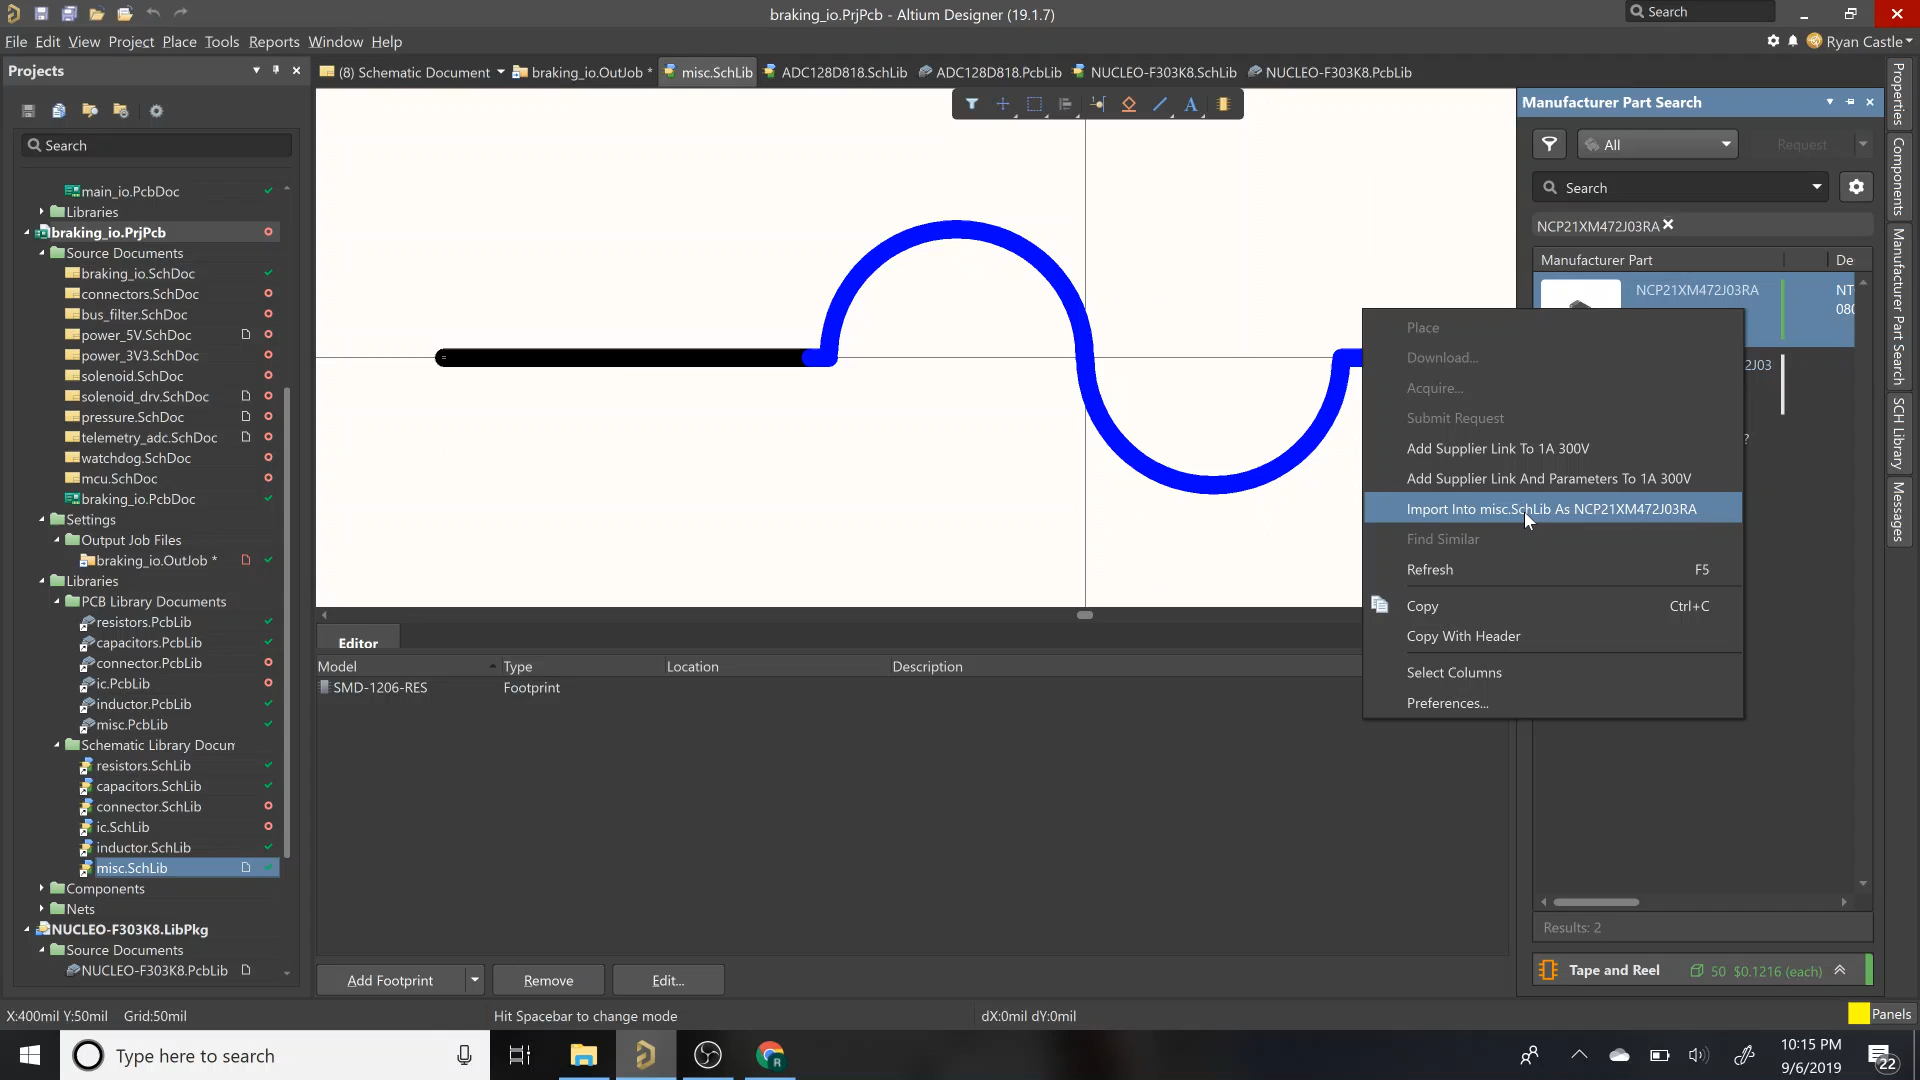 braking_io.PrjPcb - Altium Designer (19.1.7)
Search
File Edit View Project Place Tools Reports Window Help
Ryan Castle
Projects
(8) Schematic Document
braking_io.OutJob *
misc.SchLib
ADC128D818.SchLib
ADC128D818.PcbLib
NUCLEO-F303K8.SchLib
NUCLEO-F303K8.PcbLib
Search
main_io.PcbDoc
Libraries
braking_io.PrjPcb
Source Documents
braking_io.SchDoc
connectors.SchDoc
bus_filter.SchDoc
power_5V.SchDoc
power_3V3.SchDoc
solenoid.SchDoc
solenoid_drv.SchDoc
pressure.SchDoc
telemetry_adc.SchDoc
watchdog.SchDoc
mcu.SchDoc
braking_io.PcbDoc
Settings
Output Job Files
braking_io.OutJob *
Libraries
PCB Library Documents
resistors.PcbLib
capacitors.PcbLib
connector.PcbLib
ic.PcbLib
inductor.PcbLib
misc.PcbLib
Schematic Library Docum
resistors.SchLib
capacitors.SchLib
connector.SchLib
ic.SchLib
inductor.SchLib
misc.SchLib
Components
Nets
NUCLEO-F303K8.LibPkg
Source Documents
NUCLEO-F303K8.PcbLib
Editor
Model Type Location Description
SMD-1206-RES Footprint
Add Footprint
Remove
Edit...
Manufacturer Part Search
All
Request
Search
NCP21XM472J03RA
Manufacturer Part
De
NCP21XM472J03RA
NT
080
2J03
?
Place
Download...
Acquire...
Submit Request
Add Supplier Link To 1A 300V
Add Supplier Link And Parameters To 1A 300V
Import Into misc.SchLib As NCP21XM472J03RA
Find Similar
Refresh F5
Copy Ctrl+C
Copy With Header
Select Columns
Preferences...
Results: 2
Tape and Reel
50 $0.1216 (each)
Properties
Components
Manufacturer Part Search
SCH Library
Messages
X:400mil Y:50mil Grid:50mil
Hit Spacebar to change mode
dX:0mil dY:0mil
Panels
Type here to search
10:15 PM
9/6/2019
22